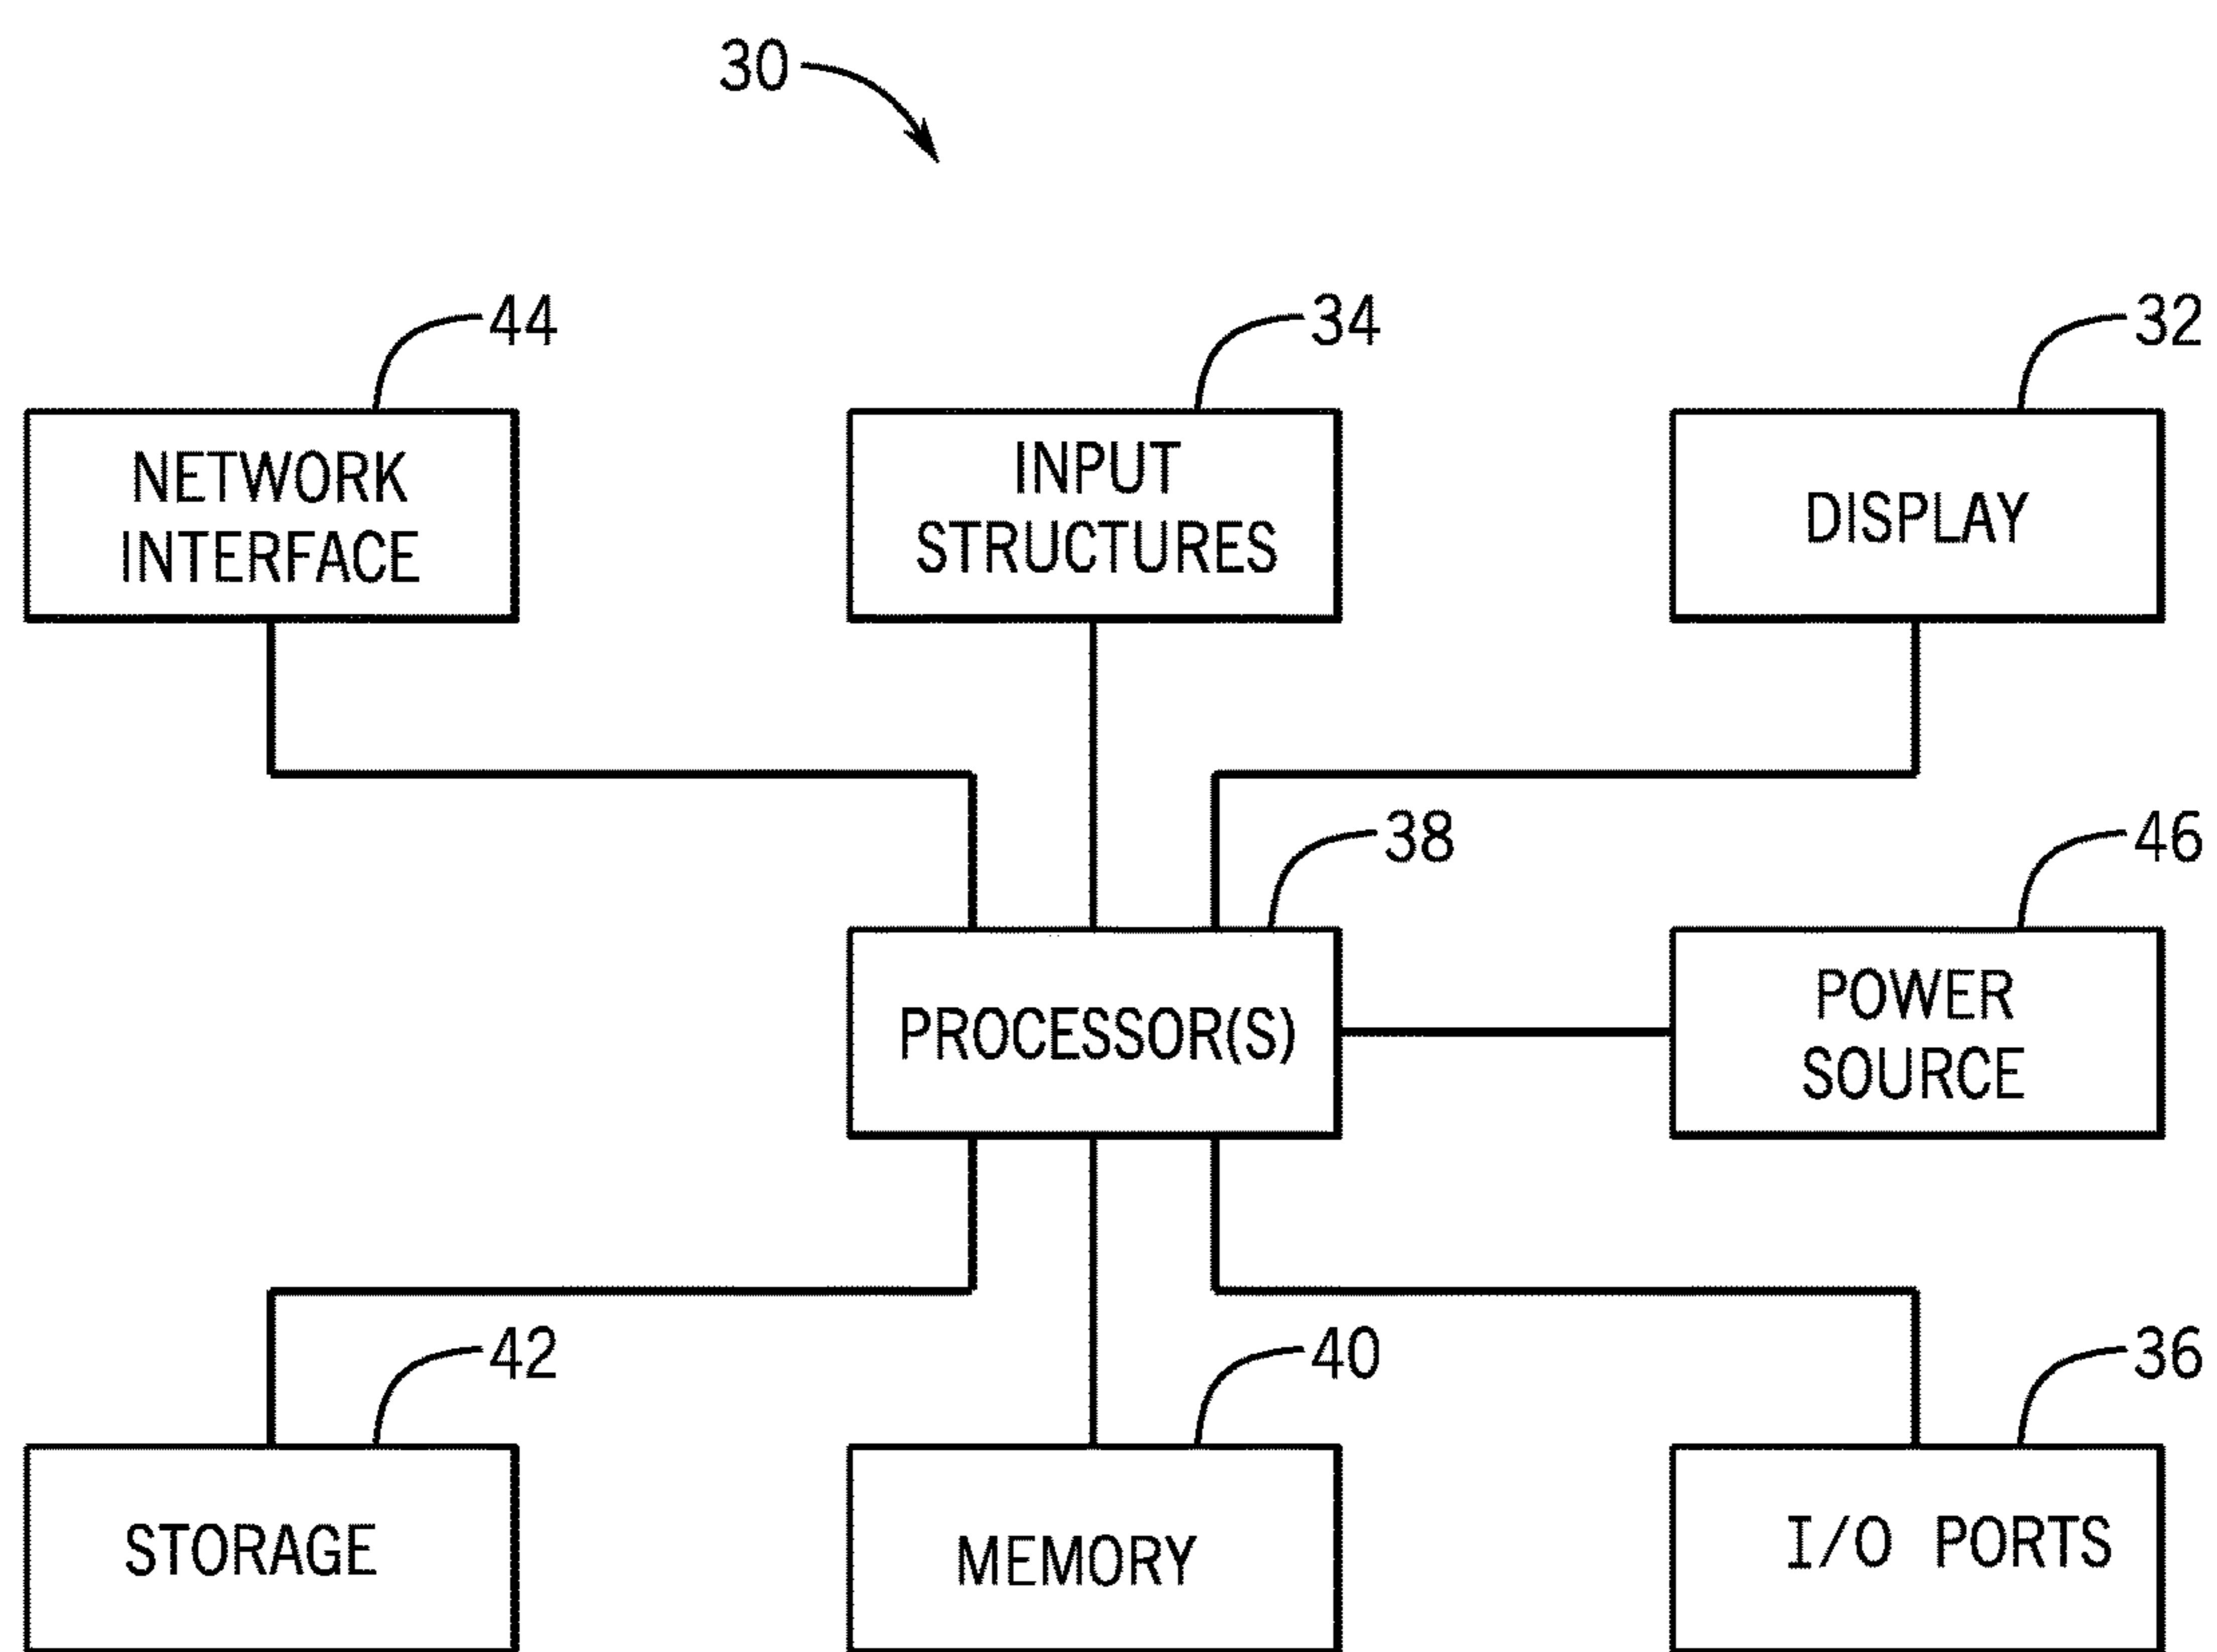 30
44
34
32
NETWORK
INTERFACE
INPUT
STRUCTURES
DISPLAY
38
46
PROCESSOR(S)
POWER
SOURCE
42
40
36
STORAGE
MEMORY
I/O PORTS